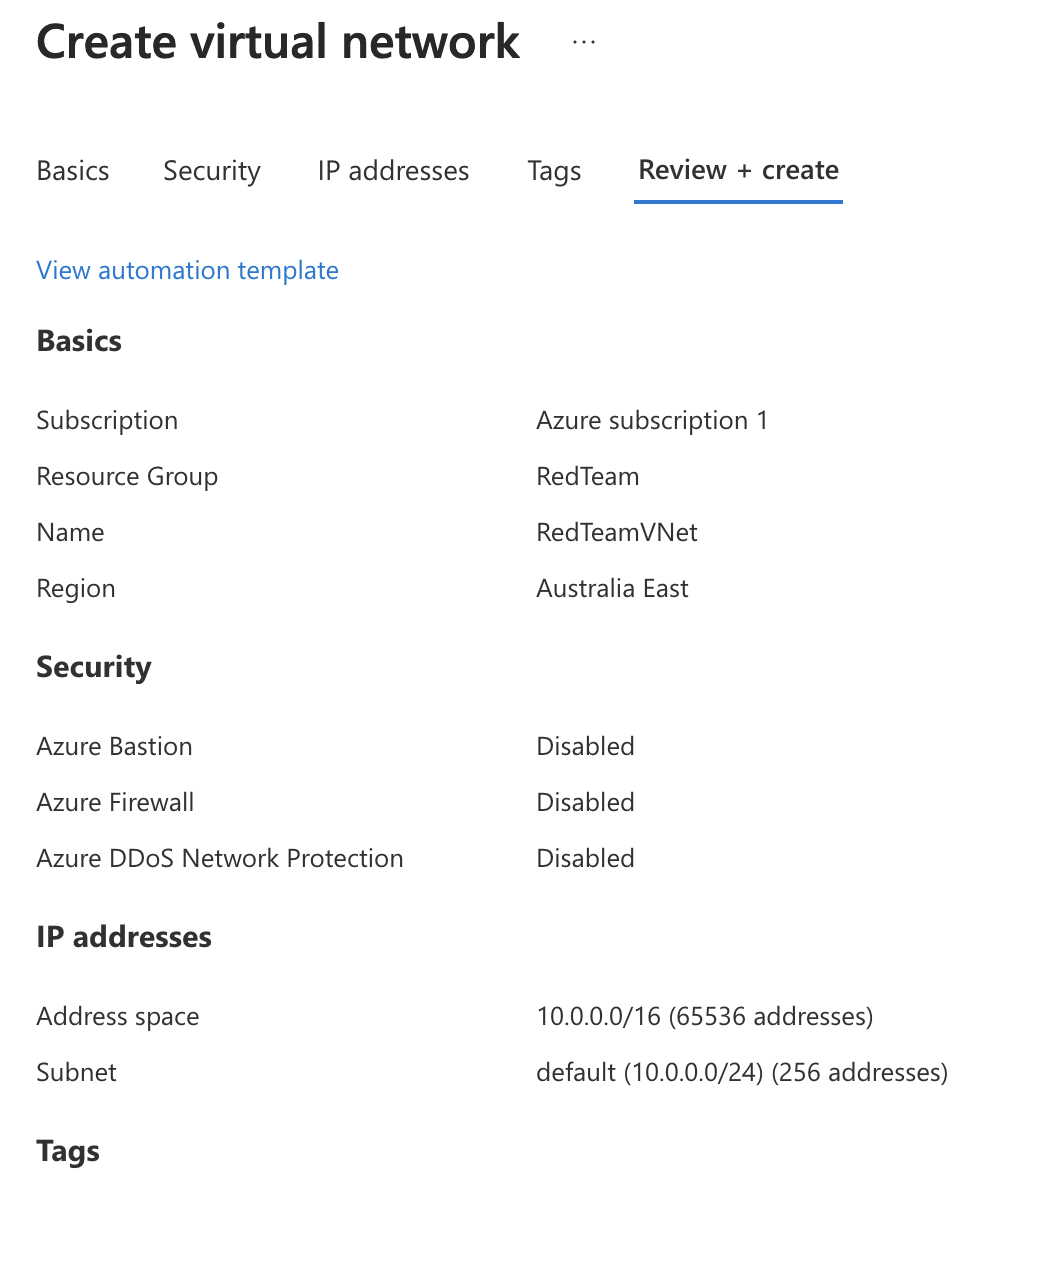 Create virtual network ...
Basics Security IP addresses Tags Review + create
View automation template
Basics
Subscription Azure subscription 1
Resource Group RedTeam
Name RedTeamVNet
Region Australia East
Security
Azure Bastion Disabled
Azure Firewall Disabled
Azure DDoS Network Protection Disabled
IP addresses
Address space 10.0.0.0/16 (65536 addresses)
Subnet default (10.0.0.0/24) (256 addresses)
Tags